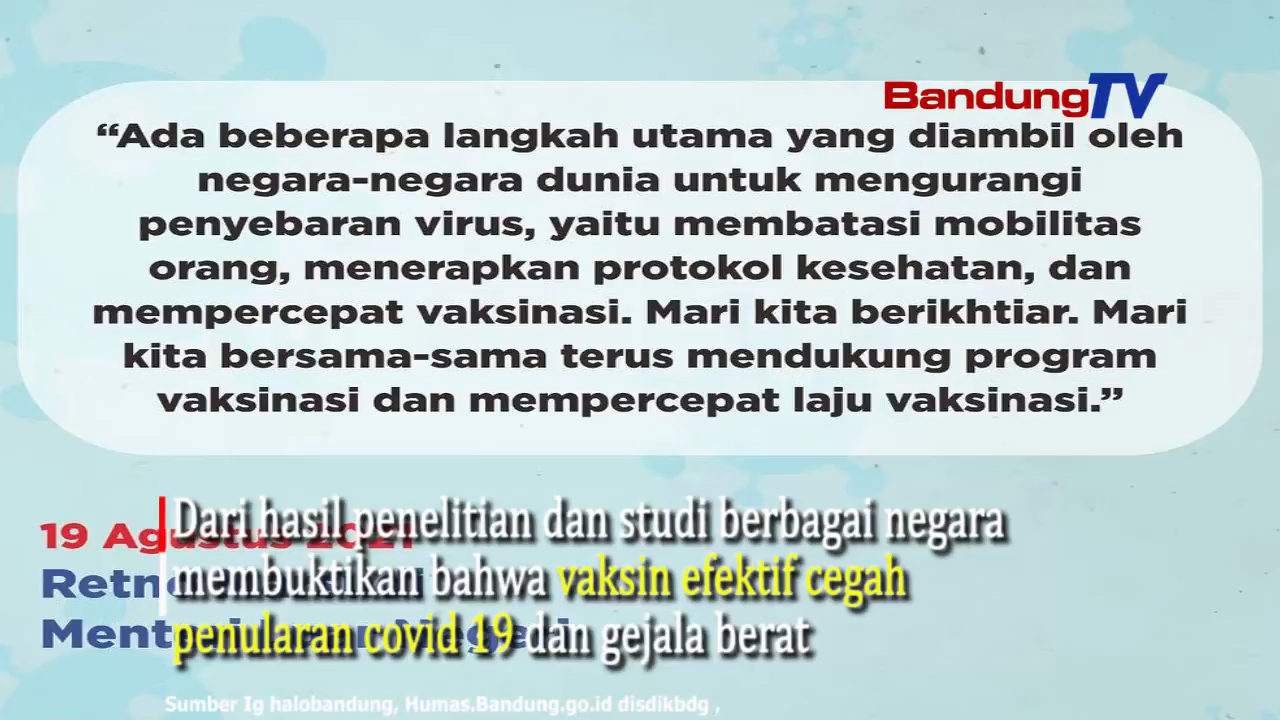 BandungTV
“Ada beberapa langkah utama yang diambil oleh
negara-negara dunia untuk mengurangi
penyebaran virus, yaitu membatasi mobilitas
orang, menerapkan protokol kesehatan, dan
mempercepat vaksinasi. Mari kita berikhtiar. Mari
kita bersama-sama terus mendukung program
vaksinasi dan mempercepat laju vaksinasi.”
19 Agustus 2021
Dari hasil penelitian dan studi berbagai negara
membuktikan bahwa vaksin efektif cegah
penularan covid 19 dan gejala berat
Sumber Ig halobandung, Humas.Bandung.go.id disdikbdg ,